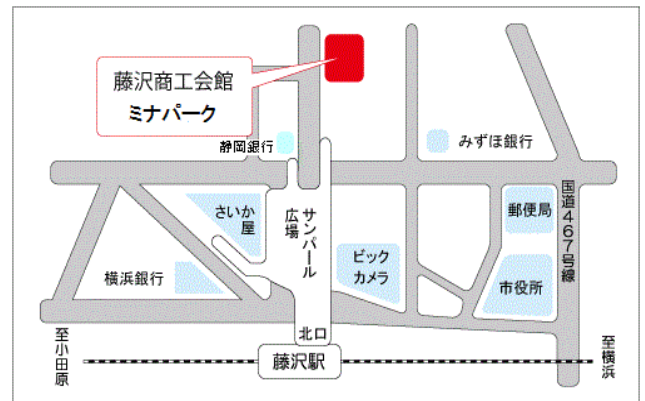 藤沢商工会館
ミナパーク
静岡銀行
みずほ銀行
さいか
屋
サンパール
広場
ビック
カメラ
郵便局
市役所
国道467号線
横浜銀行
北口
藤沢駅
至小田原
至横浜